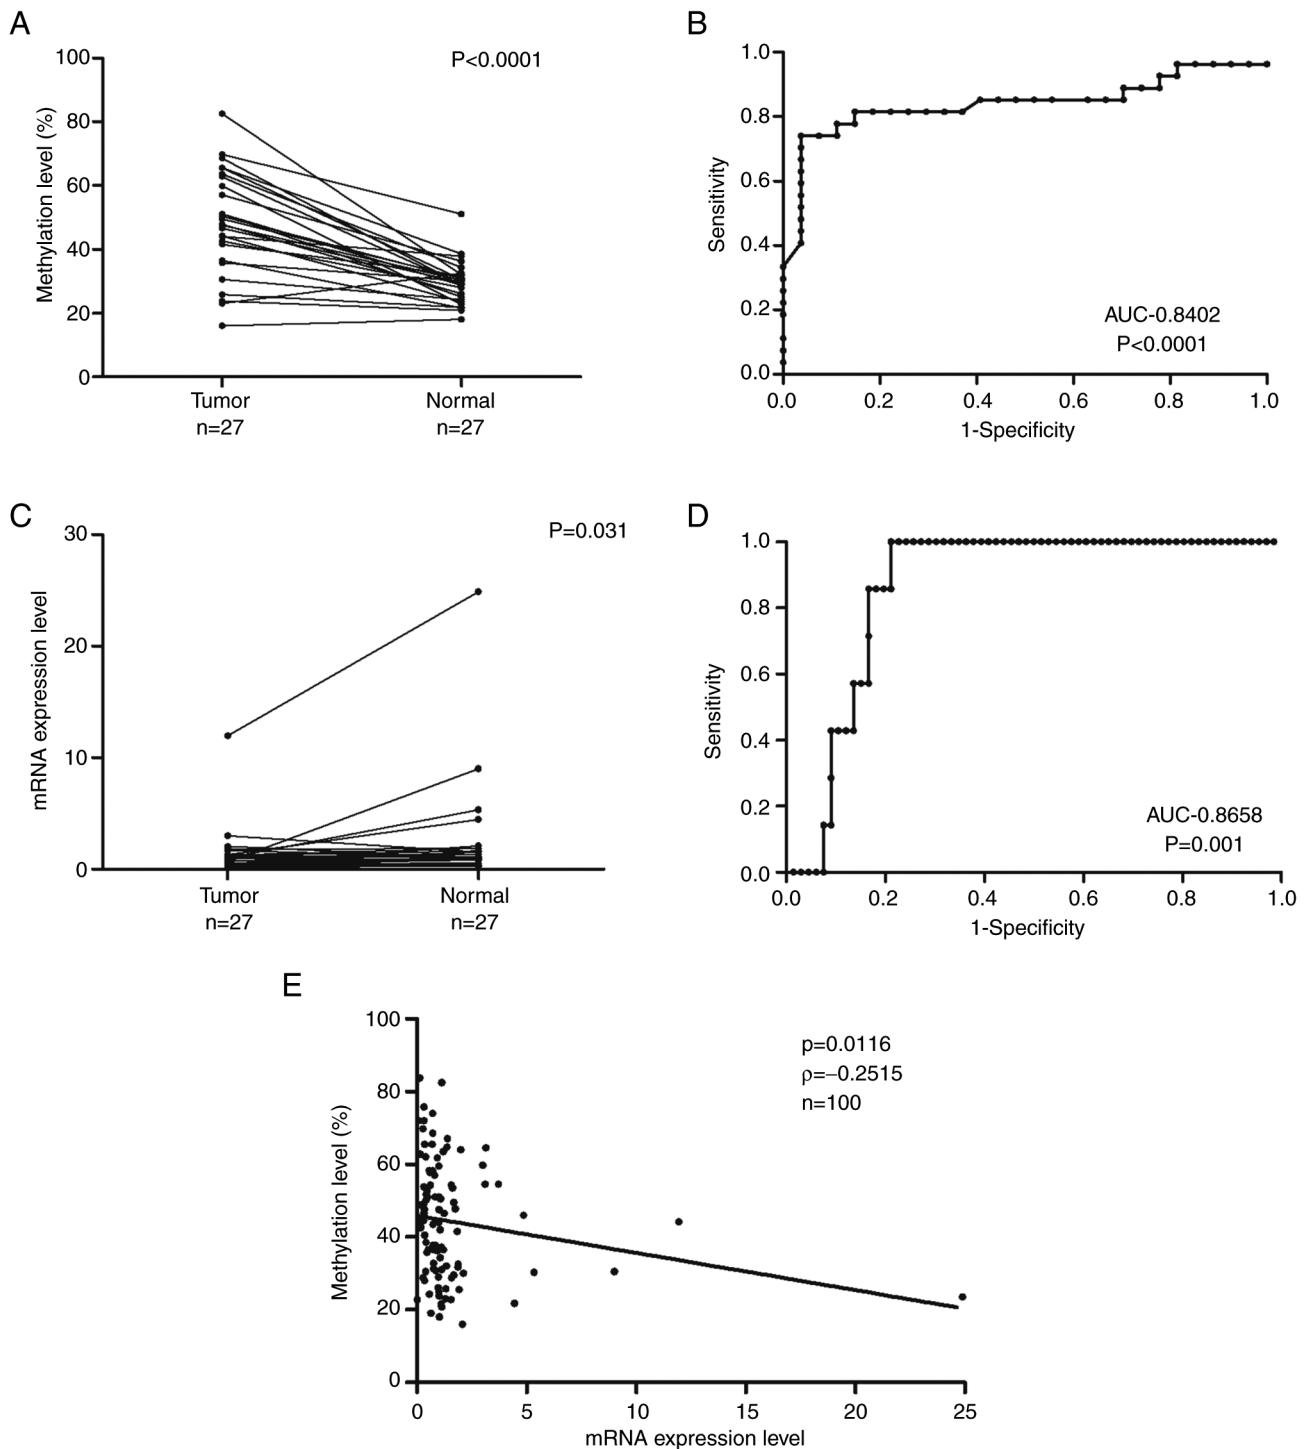 A
P<0.0001
100
80
60
40
20
0
Methylation level (%)
Tumor
n=27
Normal
n=27
B
1.0
0.8
0.6
0.4
0.2
0.0
Sensitivity
AUC-0.8402
P<0.0001
0.0 0.2 0.4 0.6 0.8 1.0
1-Specificity
C
P=0.031
30
20
10
0
mRNA expression level
Tumor
n=27
Normal
n=27
D
1.0
0.8
0.6
0.4
0.2
0.0
Sensitivity
AUC-0.8658
P=0.001
0.0 0.2 0.4 0.6 0.8 1.0
1-Specificity
E
100
80
60
40
20
0
Methylation level (%)
p=0.0116
ρ=−0.2515
n=100
0 5 10 15 20 25
mRNA expression level